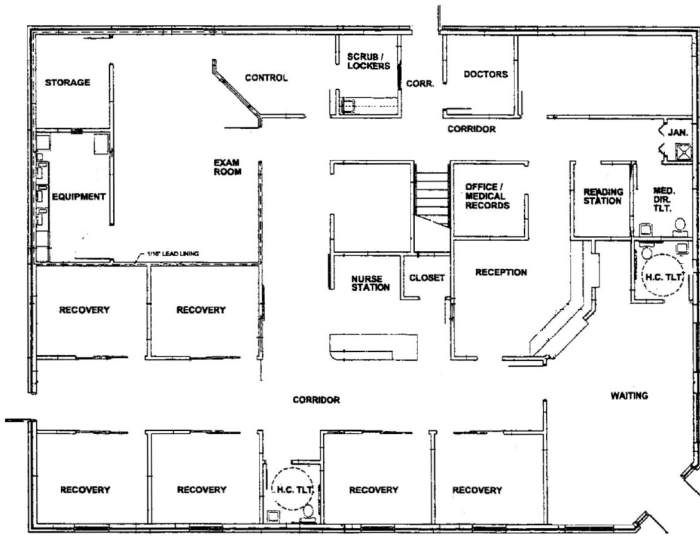 STORAGE
CONTROL
SCRUB /
LOCKERS
CORR.
DOCTORS
CORRIDOR
JAN.
EXAM
ROOM
EQUIPMENT
OFFICE /
MEDICAL
RECORDS
READING
STATION
MED.
DIR.
TLT.
1/16" LEAD LINING
NURSE
STATION
CLOSET
RECEPTION
H.C. TLT.
RECOVERY
RECOVERY
CORRIDOR
WAITING
RECOVERY
RECOVERY
H.C. TLT.
RECOVERY
RECOVERY